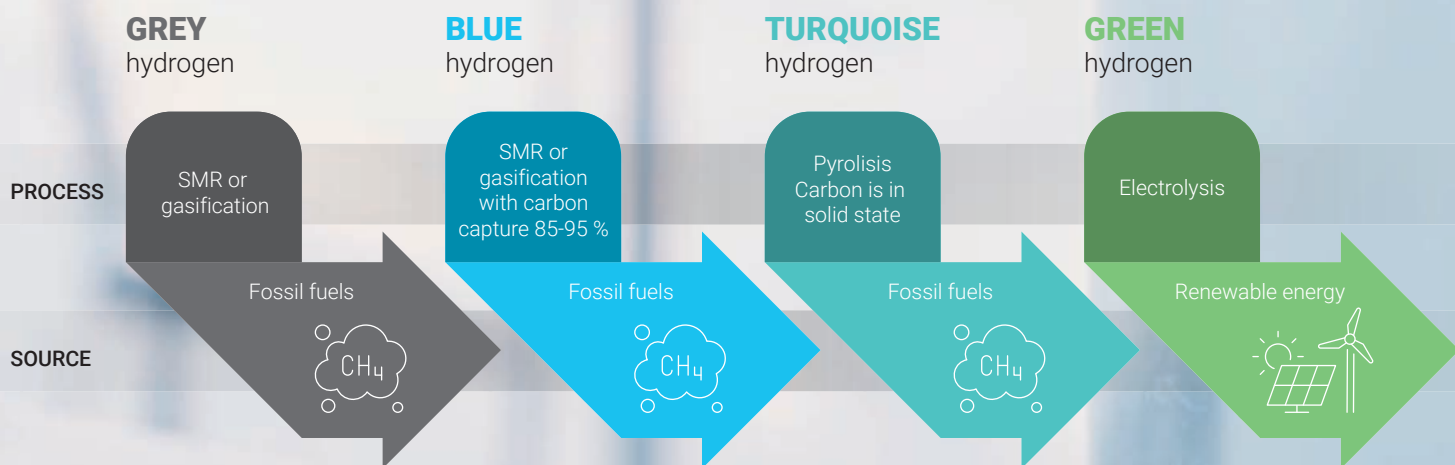 GREY
hydrogen
BLUE
hydrogen
TURQUOISE
hydrogen
GREEN
hydrogen
PROCESS
SMR or
gasification
SMR or
gasification
with carbon
capture 85-95 %
Pyrolisis
Carbon is in
solid state
Electrolysis
SOURCE
Fossil fuels
CH4
Fossil fuels
CH4
Fossil fuels
CH4
Renewable energy